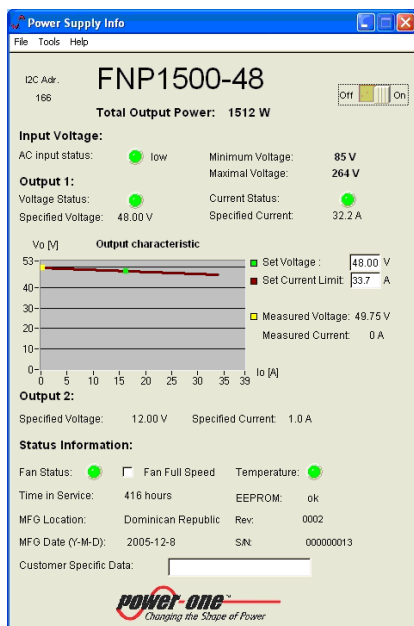 Power Supply Info
File Tools Help
I2C Adr.
166
FNP1500-48
Off On
Total Output Power: 1512 W
Input Voltage:
AC input status: low Minimum Voltage: 85 V
Maximal Voltage: 264 V
Output 1:
Voltage Status: Current Status:
Specified Voltage: 48.00 V Specified Current: 32.2 A
Vo [V] Output characteristic
53
40
30
20
10
0
0 5 10 15 20 25 30 35 39 Io [A]
Set Voltage : 48.00 V
Set Current Limit: 33.7 A
Measured Voltage: 49.75 V
Measured Current: 0 A
Output 2:
Specified Voltage: 12.00 V Specified Current: 1.0 A
Status Information:
Fan Status: Fan Full Speed Temperature:
Time in Service: 416 hours EEPROM: ok
MFG Location: Dominican Republic Rev: 0002
MFG Date (Y-M-D): 2005-12-8 S/N: 000000013
Customer Specific Data:
power-one™
Changing the Shape of Power